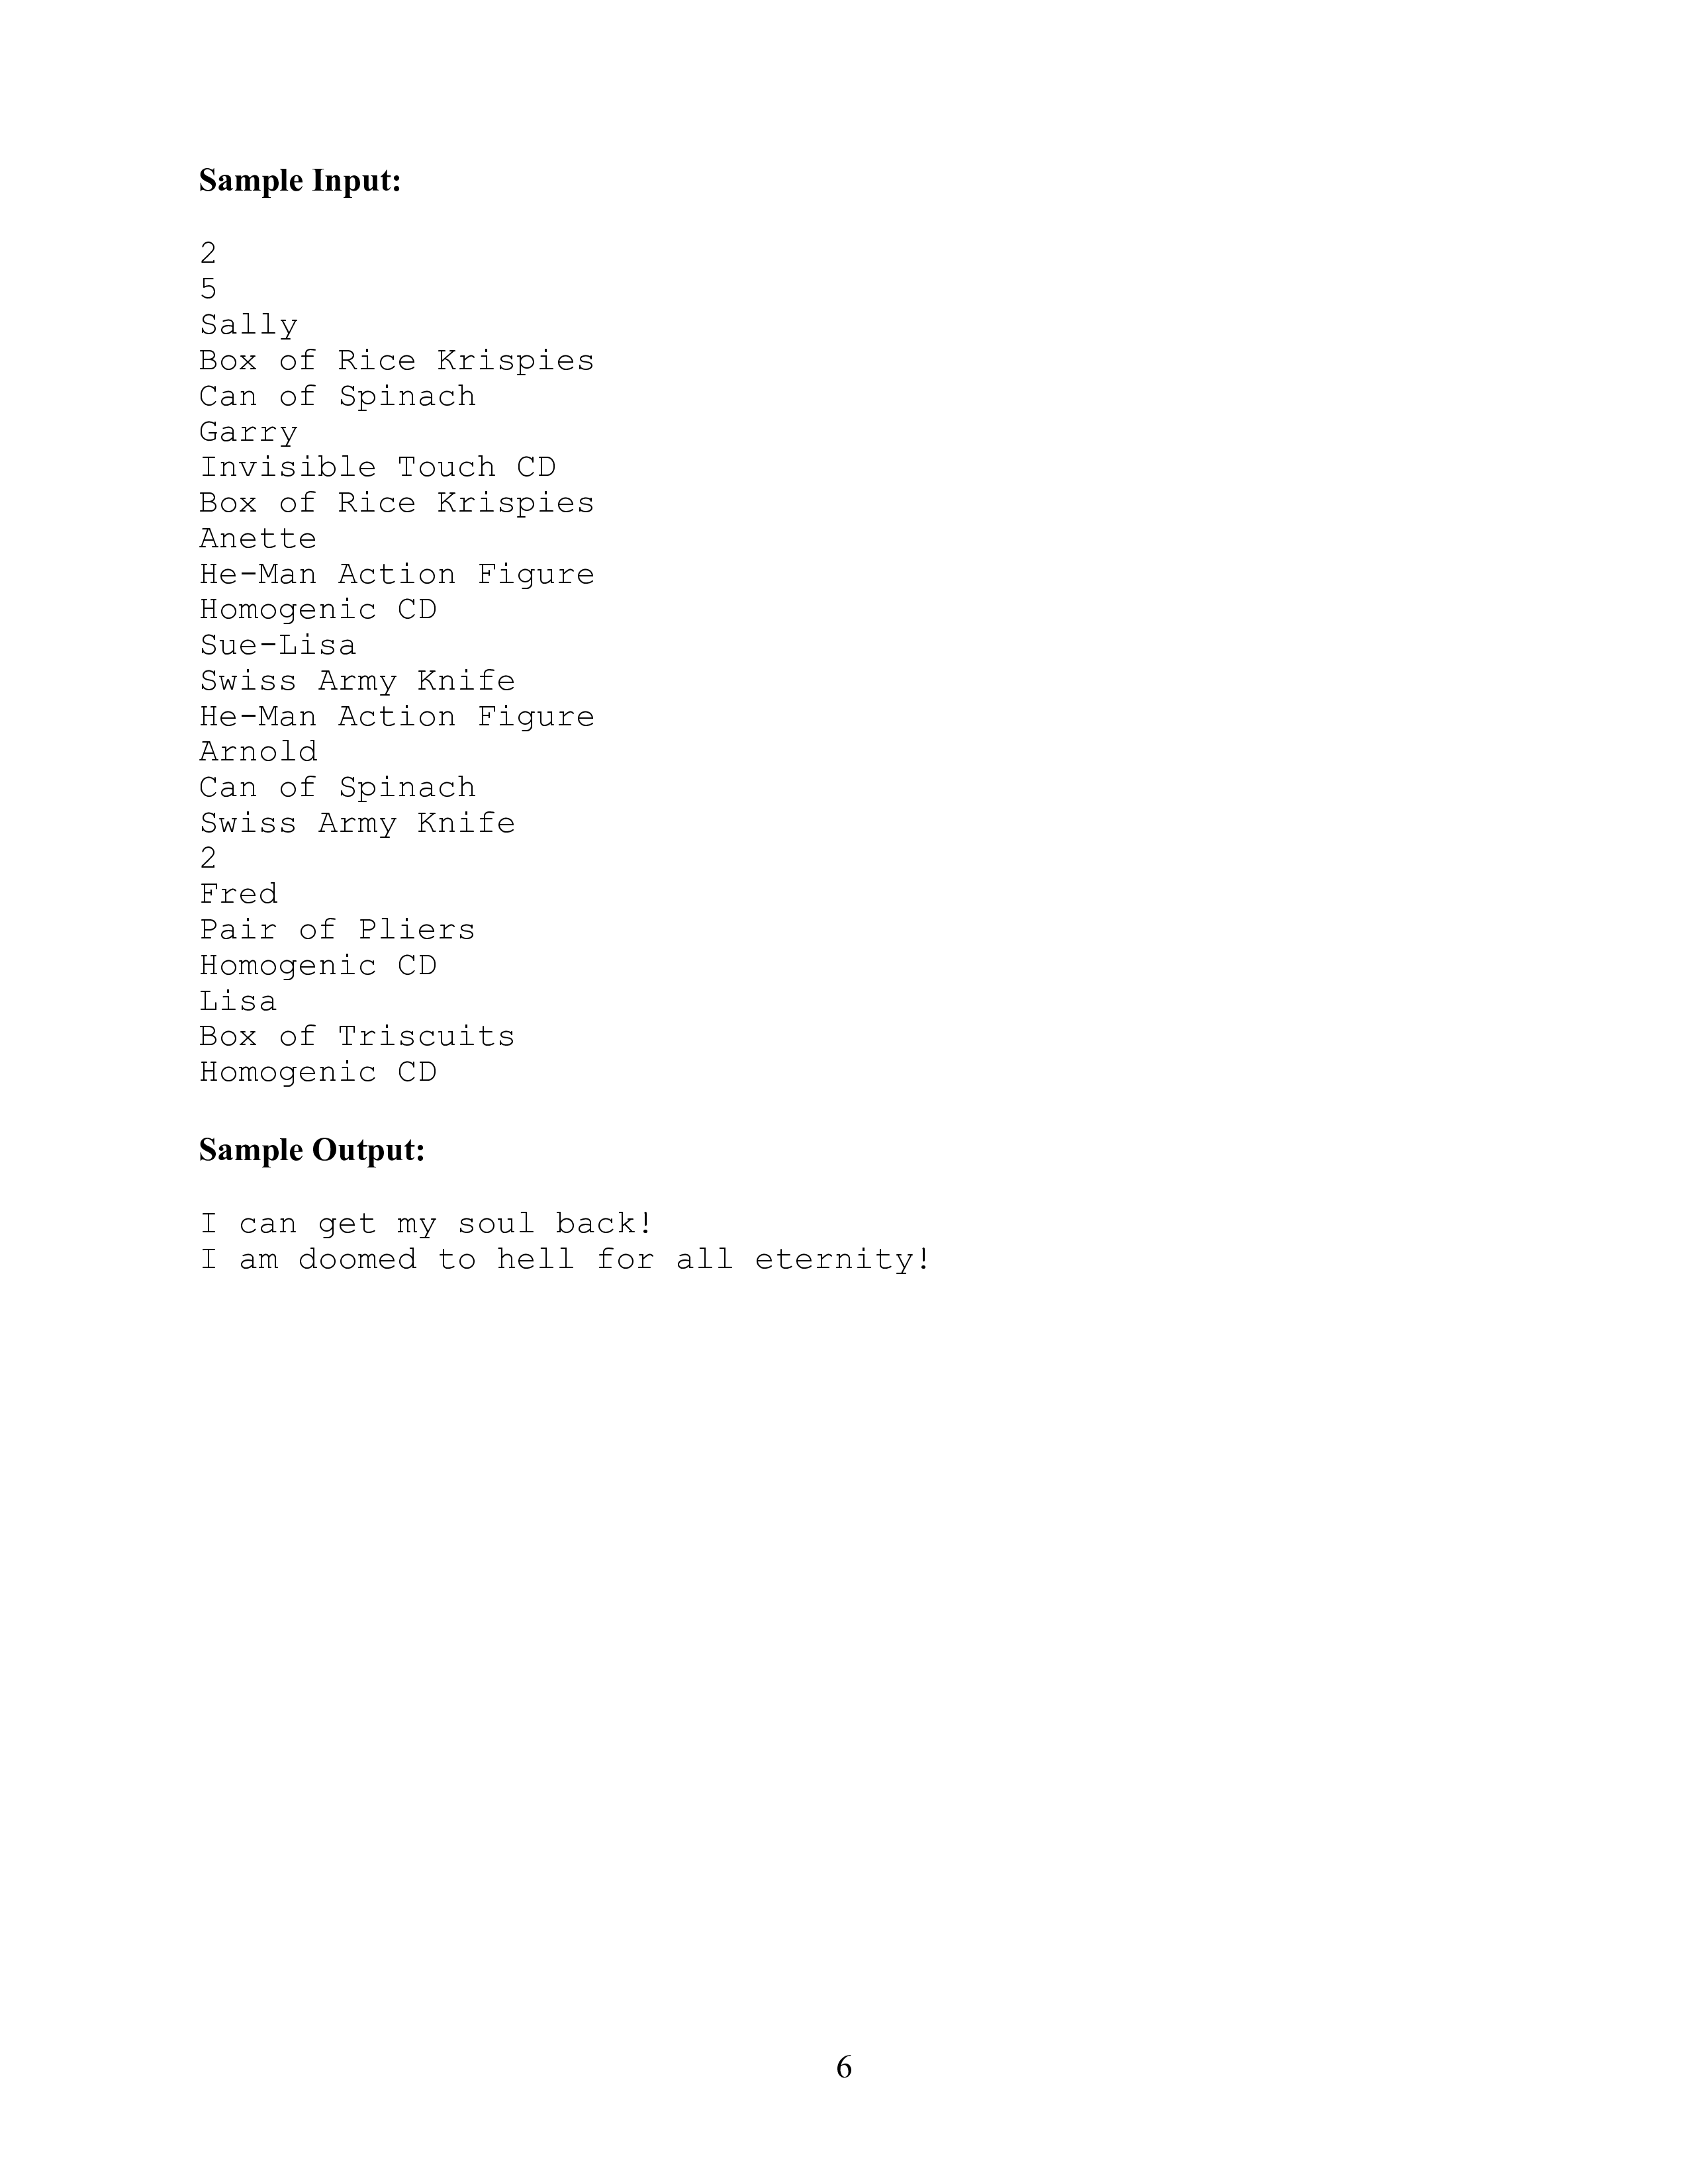 Sample Input:
2
5
Sally
Box of Rice Krispies
Can of Spinach
Garry
Invisible Touch CD
Box of Rice Krispies
Anette
He-Man Action Figure
Homogenic CD
Sue-Lisa
Swiss Army Knife
He-Man Action Figure
Arnold
Can of Spinach
Swiss Army Knife
2
Fred
Pair of Pliers
Homogenic CD
Lisa
Box of Triscuits
Homogenic CD
Sample Output:
I can get my soul back!
I am doomed to hell for all eternity!
6